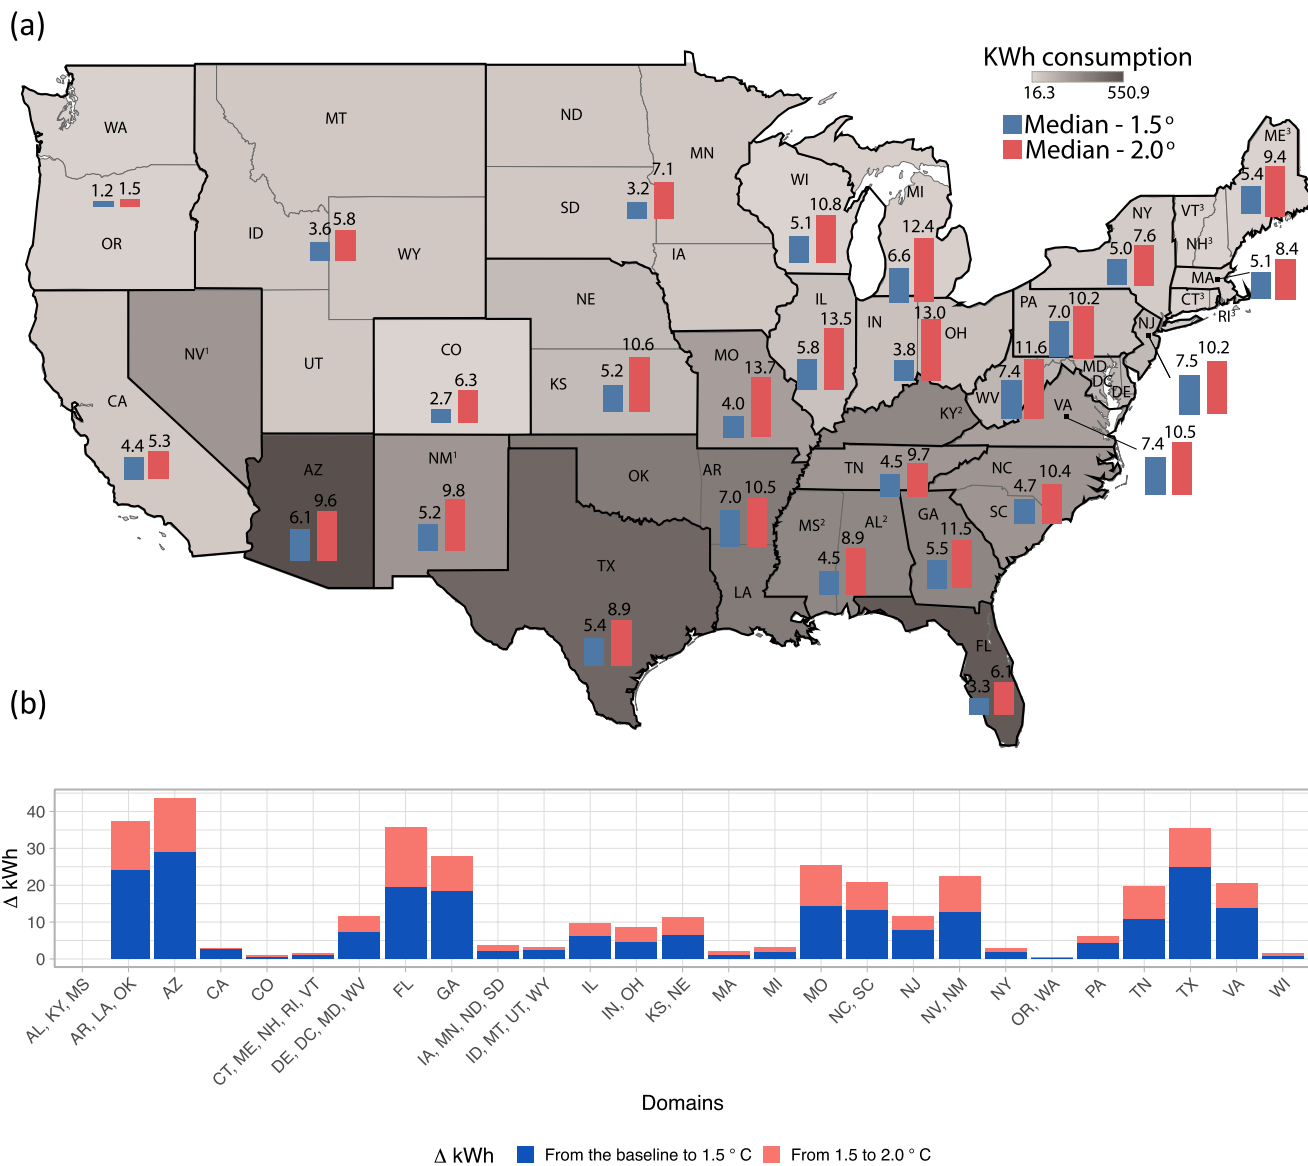 (a)
KWh consumption
16.3 550.9
Median - 1.5°
Median - 2.0°
WA
MT
ND
MN
WI
MI
ME³
5.4 9.4
1.2 1.5
OR
ID
3.6 5.8
WY
SD
3.2 7.1
IA
5.1 10.8
6.6 12.4
NY
5.0 7.6
VT³
NH³
MA
5.1 8.4
CT³
RI³
NV¹
UT
CO
2.7 6.3
NE
KS
5.2 10.6
MO
4.0 13.7
IL
5.8 13.5
IN
3.8 13.0
OH
PA
7.0 10.2
NJ
7.5 10.2
MD
DC
DE
WV
7.4 11.6
VA
7.4 10.5
KY²
CA
4.4 5.3
AZ
6.1 9.6
NM¹
5.2 9.8
OK
AR
7.0 10.5
TN
4.5 9.7
NC
4.7 10.4
SC
MS²
AL²
4.5 8.9
GA
5.5 11.5
TX
5.4 8.9
LA
FL
3.3 6.1
(b)
Δ kWh
40
30
20
10
0
AL, KY, MS
AR, LA, OK
AZ
CA
CO
CT, ME, NH, RI, VT
DE, DC, MD, WV
FL
GA
IA, MN, ND, SD
ID, MT, UT, WY
IL
IN, OH
KS, NE
MA
MI
MO
NC, SC
NJ
NV, NM
NY
OR, WA
PA
TN
TX
VA
WI
Domains
Δ kWh From the baseline to 1.5 ° C From 1.5 to 2.0 ° C